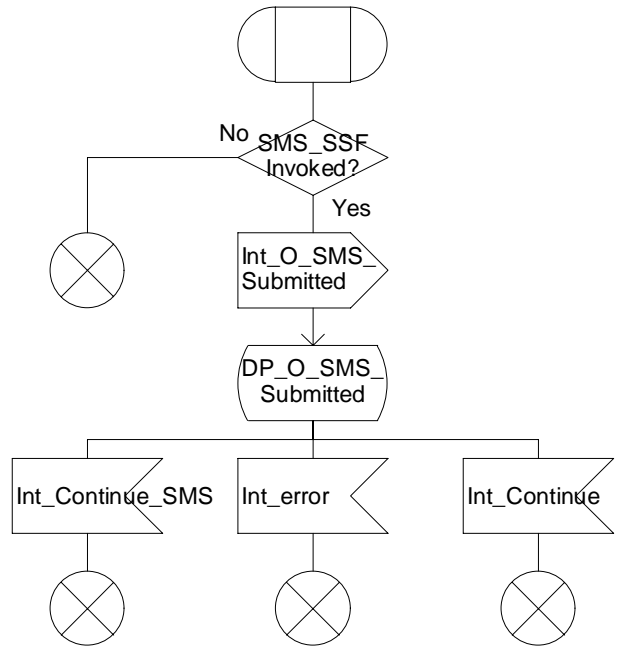 No
SMS_SSF
Invoked?
Yes
Int_O_SMS_
Submitted
DP_O_SMS_
Submitted
Int_Continue_SMS
Int_error
Int_Continue